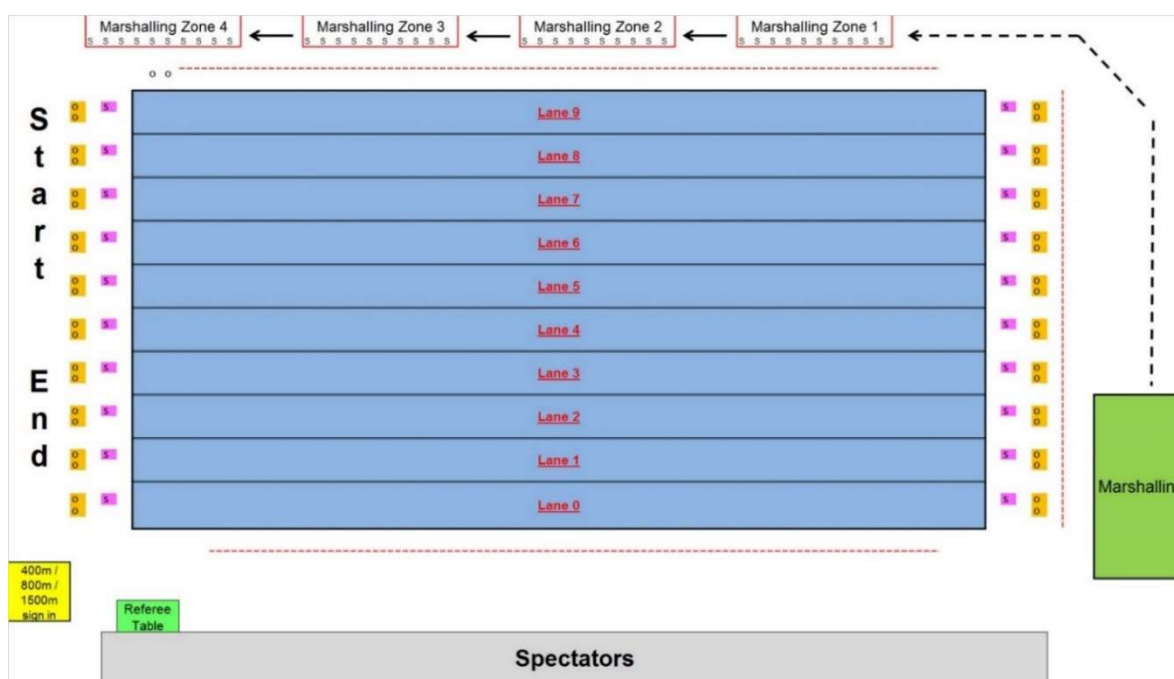 Marshalling Zone 4
S S S S S S S S S S
Marshalling Zone 3
S S S S S S S S S S
Marshalling Zone 2
S S S S S S S S S S
Marshalling Zone 1
S S S S S S S S S S
O O
Start End
O O S Lane 9 S O O
O O S Lane 8 S O O
O O S Lane 7 S O O
O O S Lane 6 S O O
O O S Lane 5 S O O
O O S Lane 4 S O O
O O S Lane 3 S O O
O O S Lane 2 S O O
O O S Lane 1 S O O
O O S Lane 0 S O O
Marshallin
400m /
800m /
1500m
sign in
Referee
Table
Spectators